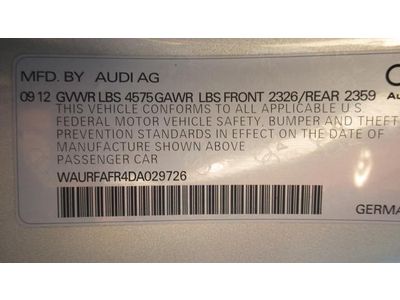 MFD. BY AUDI AG
09 12 GVWR LBS 4575 GAWR LBS FRONT 2326/REAR 2359
THIS VEHICLE CONFORMS TO ALL APPLICABLE U S
FEDERAL MOTOR VEHICLE SAFETY, BUMPER AND THEFT
PREVENTION STANDARDS IN EFFECT ON THE DATE OF
MANUFACTURE SHOWN ABOVE
PASSENGER CAR
WAURFAFR4DA029726